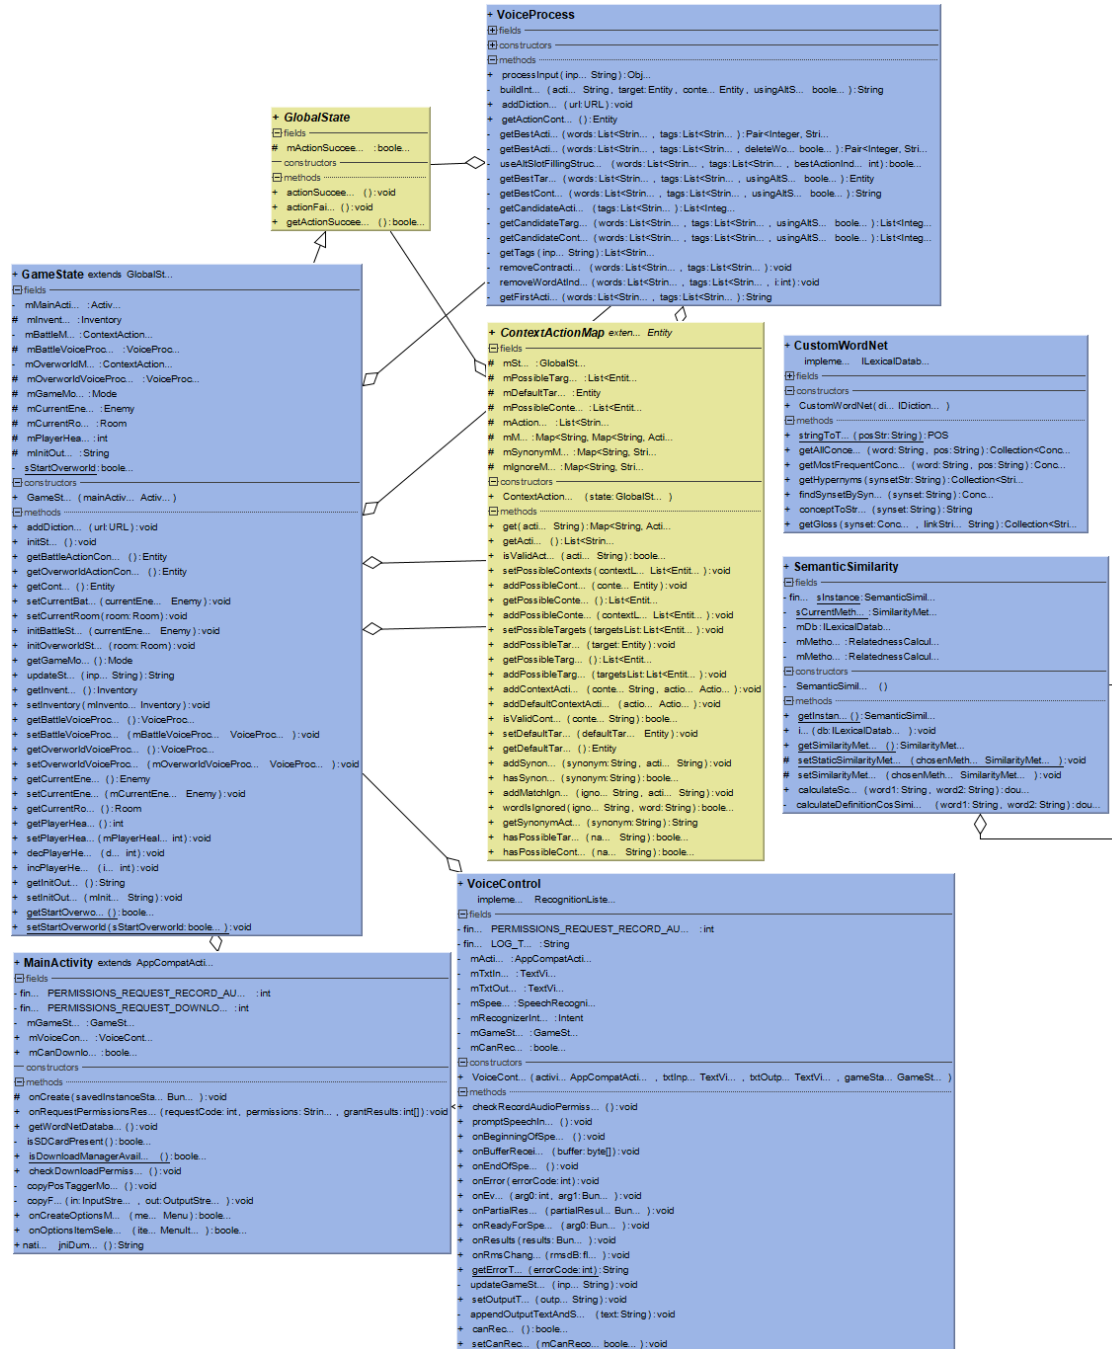 + VoiceProcess
fields
constructors
methods
+ processInput (inp... String) : Obj...
- buildInt... (acti... String, target: Entity, conte... Entity, usingAltS... boole... ) : String
+ addDiction... (url: URL) : void
+ getActionCont... () : Entity
- getBestActi... (words: List<Strin... , tags: List<Strin... ) : Pair<Integer, Stri...
- getBestActi... (words: List<Strin... , tags: List<Strin... , deleteWo... boole... ) : Pair<Integer, Stri...
- useAltSlotFillingStruc... (words: List<Strin... , tags: List<Strin... , bestActionInd... int) : boole...
- getBestTar... (words: List<Strin... , tags: List<Strin... , usingAltS... boole... ) : Entity
- getBestCont... (words: List<Strin... , tags: List<Strin... , usingAltS... boole... ) : String
- getCandidateActi... (tags: List<Strin... ) : List<Integ...
- getCandidateTarg... (words: List<Strin... , tags: List<Strin... , usingAltS... boole... ) : List<Integ...
- getCandidateCont... (words: List<Strin... , tags: List<Strin... , usingAltS... boole... ) : List<Integ...
- getTags (inp... String) : List<Strin...
- removeContracti... (words: List<Strin... , tags: List<Strin... ) : void
- removeWordAtInd... (words: List<Strin... , tags: List<Strin... , i: int) : void
- getFirstActi... (words: List<Strin... , tags: List<Strin... ) : String
+ GlobalState
fields
# mActionSuccee... : boole...
constructors
methods
+ actionSuccee... () : void
+ actionFai... () : void
+ getActionSuccee... () : boole...
+ GameState extends GlobalSt...
fields
- mMainActi... : Activ...
# mInvent... : Inventory
- mBattleM... : ContextAction...
# mBattleVoiceProc... : VoiceProc...
- mOverworldM... : ContextAction...
# mOverworldVoiceProc... : VoiceProc...
# mGameMo... : Mode
# mCurrentEne... : Enemy
# mCurrentRo... : Room
# mPlayerHea... : int
# mInitOut... : String
- sStartOverworld : boole...
constructors
+ GameSt... (mainActiv... Activ... )
methods
+ addDiction... (url: URL) : void
+ initSt... () : void
+ getBattleActionCon... () : Entity
+ getOverworldActionCon... () : Entity
+ getCont... () : Entity
+ setCurrentBat... (currentEne... Enemy) : void
+ setCurrentRoom (room: Room) : void
+ initBattleSt... (currentEne... Enemy) : void
+ initOverworldSt... (room: Room) : void
+ getGameMo... () : Mode
+ updateSt... (inp... String) : String
+ getInvent... () : Inventory
+ setInventory (mInvento... Inventory) : void
+ getBattleVoiceProc... () : VoiceProc...
+ setBattleVoiceProc... (mBattleVoiceProc... VoiceProc... ) : void
+ getOverworldVoiceProc... () : VoiceProc...
+ setOverworldVoiceProc... (mOverworldVoiceProc... VoiceProc... ) : void
+ getCurrentEne... () : Enemy
+ setCurrentEne... (mCurrentEne... Enemy) : void
+ getCurrentRo... () : Room
+ getPlayerHea... () : int
+ setPlayerHea... (mPlayerHeal... int) : void
+ decPlayerHe... (d... int) : void
+ incPlayerHe... (i... int) : void
+ getInitOut... () : String
+ setInitOut... (mInit... String) : void
+ getStartOverwo... () : boole...
+ setStartOverworld (sStartOverworld: boole... ) : void
+ ContextActionMap exten... Entity
fields
# mSt... : GlobalSt...
# mPossibleTarg... : List<Entit...
# mDefaultTar... : Entity
# mPossibleConte... : List<Entit...
# mAction... : List<Strin...
# mM... : Map<String, Map<String, Acti...
# mSynonymM... : Map<String, Stri...
# mIgnoreM... : Map<String, Stri...
constructors
+ ContextAction... (state: GlobalSt... )
methods
+ get (acti... String) : Map<String, Acti...
+ getActi... () : List<Strin...
+ isValidAct... (acti... String) : boole...
+ setPossibleContexts (contextL... List<Entit... ) : void
+ addPossibleCont... (conte... Entity) : void
+ getPossibleConte... () : List<Entit...
+ addPossibleConte... (contextL... List<Entit... ) : void
+ setPossibleTargets (targetsList: List<Entit... ) : void
+ addPossibleTar... (target: Entity) : void
+ getPossibleTarg... () : List<Entit...
+ addPossibleTarg... (targetsList: List<Entit... ) : void
+ addContextActi... (conte... String, actio... Actio... ) : void
+ addDefaultContextActi... (actio... Actio... ) : void
+ isValidCont... (conte... String) : boole...
+ setDefaultTar... (defaultTar... Entity) : void
+ getDefaultTar... () : Entity
+ addSynon... (synonym: String, acti... String) : void
+ hasSynon... (synonym: String) : boole...
+ addMatchIgn... (igno... String, acti... String) : void
+ wordIsIgnored (igno... String, word: String) : boole...
+ getSynonymAct... (synonym: String) : String
+ hasPossibleTar... (na... String) : boole...
+ hasPossibleCont... (na... String) : boole...
+ CustomWordNet
impleme... ILexicalDatab...
fields
constructors
+ CustomWordNet (di... IDiction... )
methods
+ stringToT... (posStr: String) : POS
+ getAllConce... (word: String, pos: String) : Collection<Conc...
+ getMostFrequentConc... (word: String, pos: String) : Conc...
+ getHypernyms (synsetStr: String) : Collection<Stri...
+ findSynsetBySyn... (synset: String) : Conc...
+ conceptToStr... (synset: String) : String
+ getGloss (synset: Conc... , linkStri... String) : Collection<Stri...
+ SemanticSimilarity
fields
- fin... sInstance : SemanticSimil...
- sCurrentMeth... : SimilarityMet...
- mDb : ILexicalDatab...
- mMetho... : RelatednessCalcul...
- mMetho... : RelatednessCalcul...
constructors
- SemanticSimil... ()
methods
+ getInstan... () : SemanticSimil...
+ i... (db: ILexicalDatab... ) : void
+ getSimilarityMet... () : SimilarityMet...
# setStaticSimilarityMet... (chosenMeth... SimilarityMet... ) : void
# setSimilarityMet... (chosenMeth... SimilarityMet... ) : void
+ calculateSc... (word1: String, word2: String) : dou...
- calculateDefinitionCosSimi... (word1: String, word2: String) : dou...
+ MainActivity extends AppCompatActi...
fields
- fin... PERMISSIONS_REQUEST_RECORD_AU... : int
- fin... PERMISSIONS_REQUEST_DOWNLO... : int
- mGameSt... : GameSt...
+ mVoiceCon... : VoiceCont...
+ mCanDownlo... : boole...
constructors
methods
# onCreate (savedInstanceSta... Bun... ) : void
+ onRequestPermissionsRes... (requestCode: int, permissions: Strin... , grantResults: int[]) : void
+ getWordNetDataba... () : void
- isSDCardPresent () : boole...
+ isDownloadManagerAvail... () : boole...
+ checkDownloadPermiss... () : void
- copyPosTaggerMo... () : void
- copyF... (in: InputStre... , out: OutputStre... ) : void
+ onCreateOptionsM... (me... Menu) : boole...
+ onOptionsItemSele... (ite... MenuIt... ) : boole...
+ nati... jniDum... () : String
+ VoiceControl
impleme... RecognitionListe...
fields
- fin... PERMISSIONS_REQUEST_RECORD_AU... : int
- fin... LOG_T... : String
- mActi... : AppCompatActi...
- mTxtIn... : TextVi...
- mTxtOut... : TextVi...
- mSpee... : SpeechRecogni...
- mRecognizerInt... : Intent
- mGameSt... : GameSt...
- mCanRec... : boole...
constructors
+ VoiceCont... (activi... AppCompatActi... , txtInp... TextVi... , txtOutp... TextVi... , gameSta... GameSt... )
methods
+ checkRecordAudioPermiss... () : void
+ promptSpeechIn... () : void
+ onBeginningOfSpe... () : void
+ onBufferRecei... (buffer: byte[]) : void
+ onEndOfSpe... () : void
+ onError (errorCode: int) : void
+ onEv... (arg0: int, arg1: Bun... ) : void
+ onPartialRes... (partialResul... Bun... ) : void
+ onReadyForSpe... (arg0: Bun... ) : void
+ onResults (results: Bun... ) : void
+ onRmsChang... (rmsdB: fl... ) : void
+ getErrorT... (errorCode: int) : String
- updateGameSt... (inp... String) : void
+ setOutputT... (outp... String) : void
- appendOutputTextAndS... (text: String) : void
+ canRec... () : boole...
+ setCanRec... (mCanReco... boole... ) : void